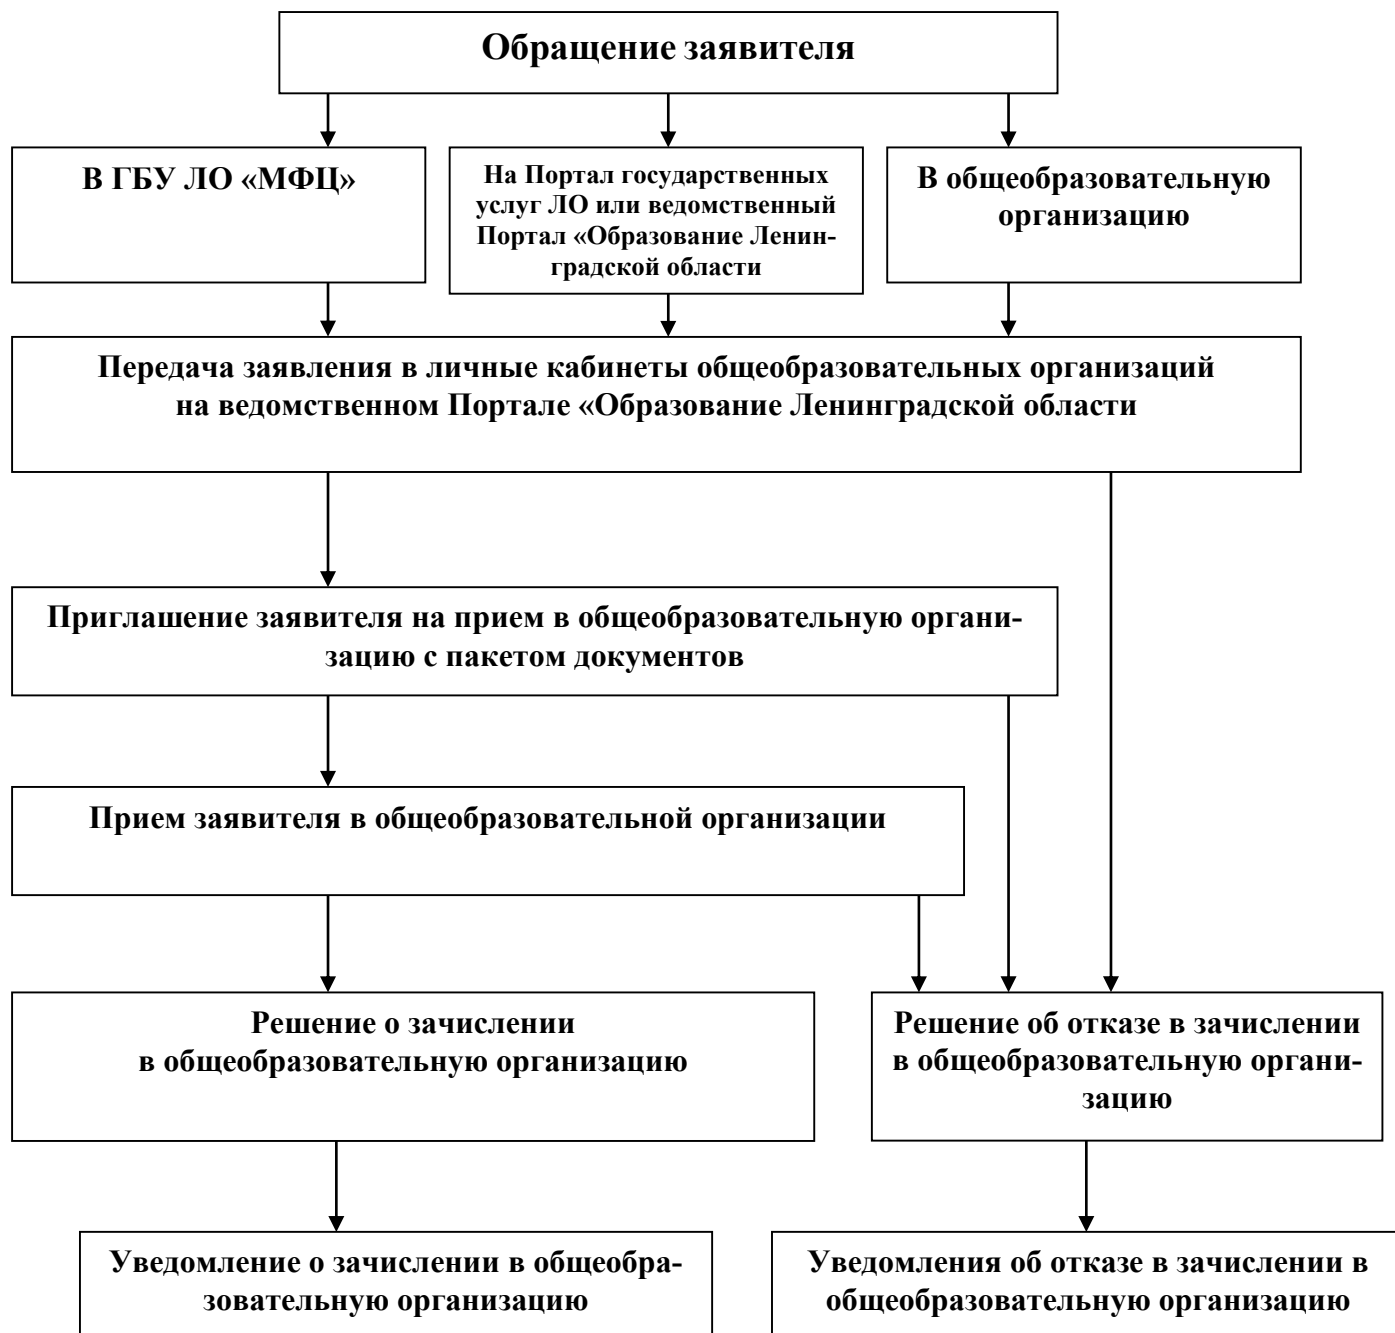 Обращение заявителя
В ГБУ ЛО «МФЦ»
На Портал государственных
услуг ЛО или ведомственный
Портал «Образование Ленин-
градской области
В общеобразовательную
организацию
Передача заявления в личные кабинеты общеобразовательных организаций
на ведомственном Портале «Образование Ленинградской области
Приглашение заявителя на прием в общеобразовательную органи-
зацию с пакетом документов
Прием заявителя в общеобразовательной организации
Решение о зачислении
в общеобразовательную организацию
Решение об отказе в зачислении
в общеобразовательную органи-
зацию
Уведомление о зачислении в общеобра-
зовательную организацию
Уведомления об отказе в зачислении в
общеобразовательную организацию